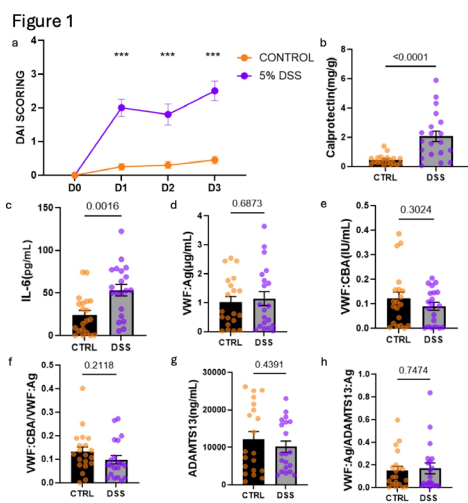 Figure 1
a
DAI SCORING
4
3
2
1
0
D0 D1 D2 D3
*** *** ***
CONTROL
5% DSS
b
Calprotectin(mg/g)
8
6
4
2
0
<0.0001
CTRL DSS
c
IL-6(pg/mL)
150
100
50
0
0.0016
CTRL DSS
d
VWF:Ag(µg/mL)
4
3
2
1
0
0.6873
CTRL DSS
e
VWF:CBA(IU/mL)
0.5
0.4
0.3
0.2
0.1
0.0
0.3024
CTRL DSS
f
VWF:CBA/VWF:Ag
0.5
0.4
0.3
0.2
0.1
0.0
0.2118
CTRL DSS
g
ADAMTS13(ng/mL)
30000
20000
10000
0
0.4391
CTRL DSS
h
VWF:Ag/ADAMTS13:Ag
1.0
0.8
0.6
0.4
0.2
0.0
0.7474
CTRL DSS